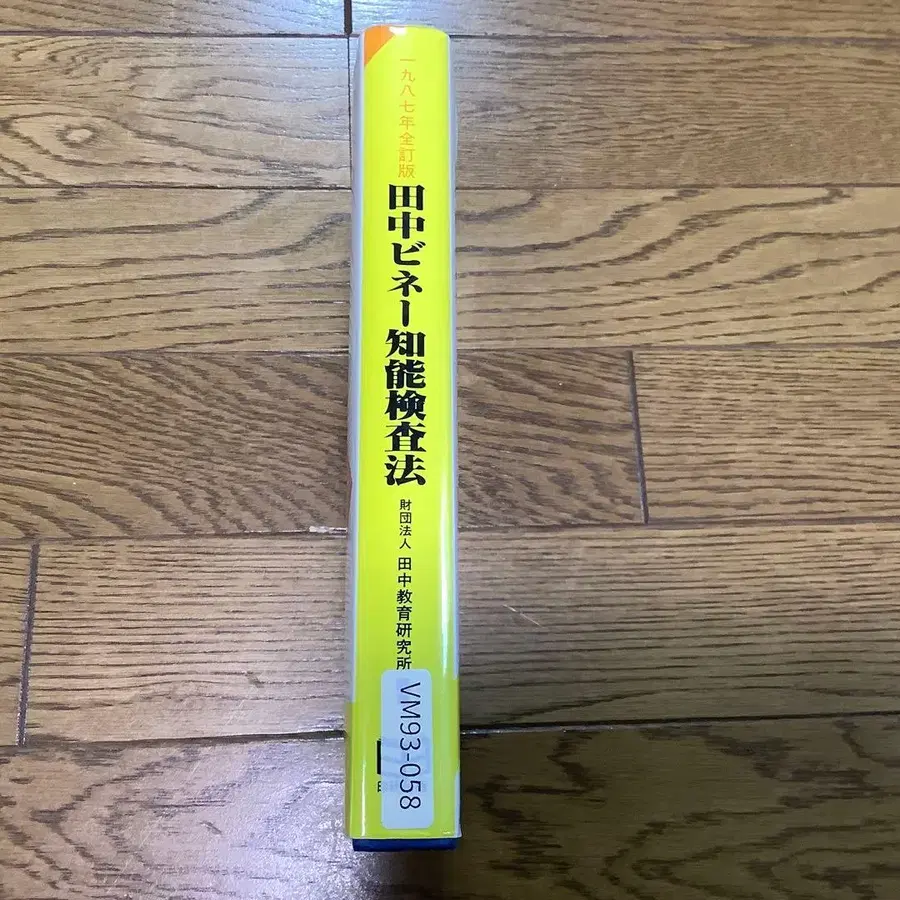 一九八七年全訂版
田中ビネー知能検査法
財団法人 田中教育研究所
VM93-058